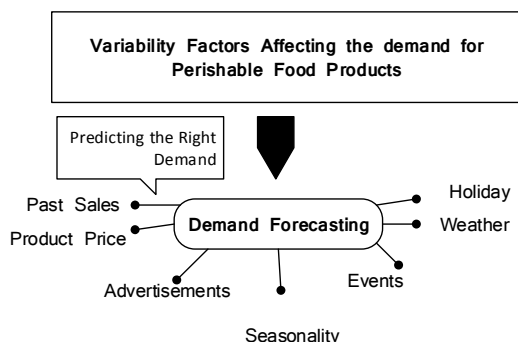 Variability Factors Affecting the demand for
Perishable Food Products
Predicting the Right
Demand
Past Sales
Product Price
Advertisements
Demand Forecasting
Seasonality
Events
Weather
Holiday